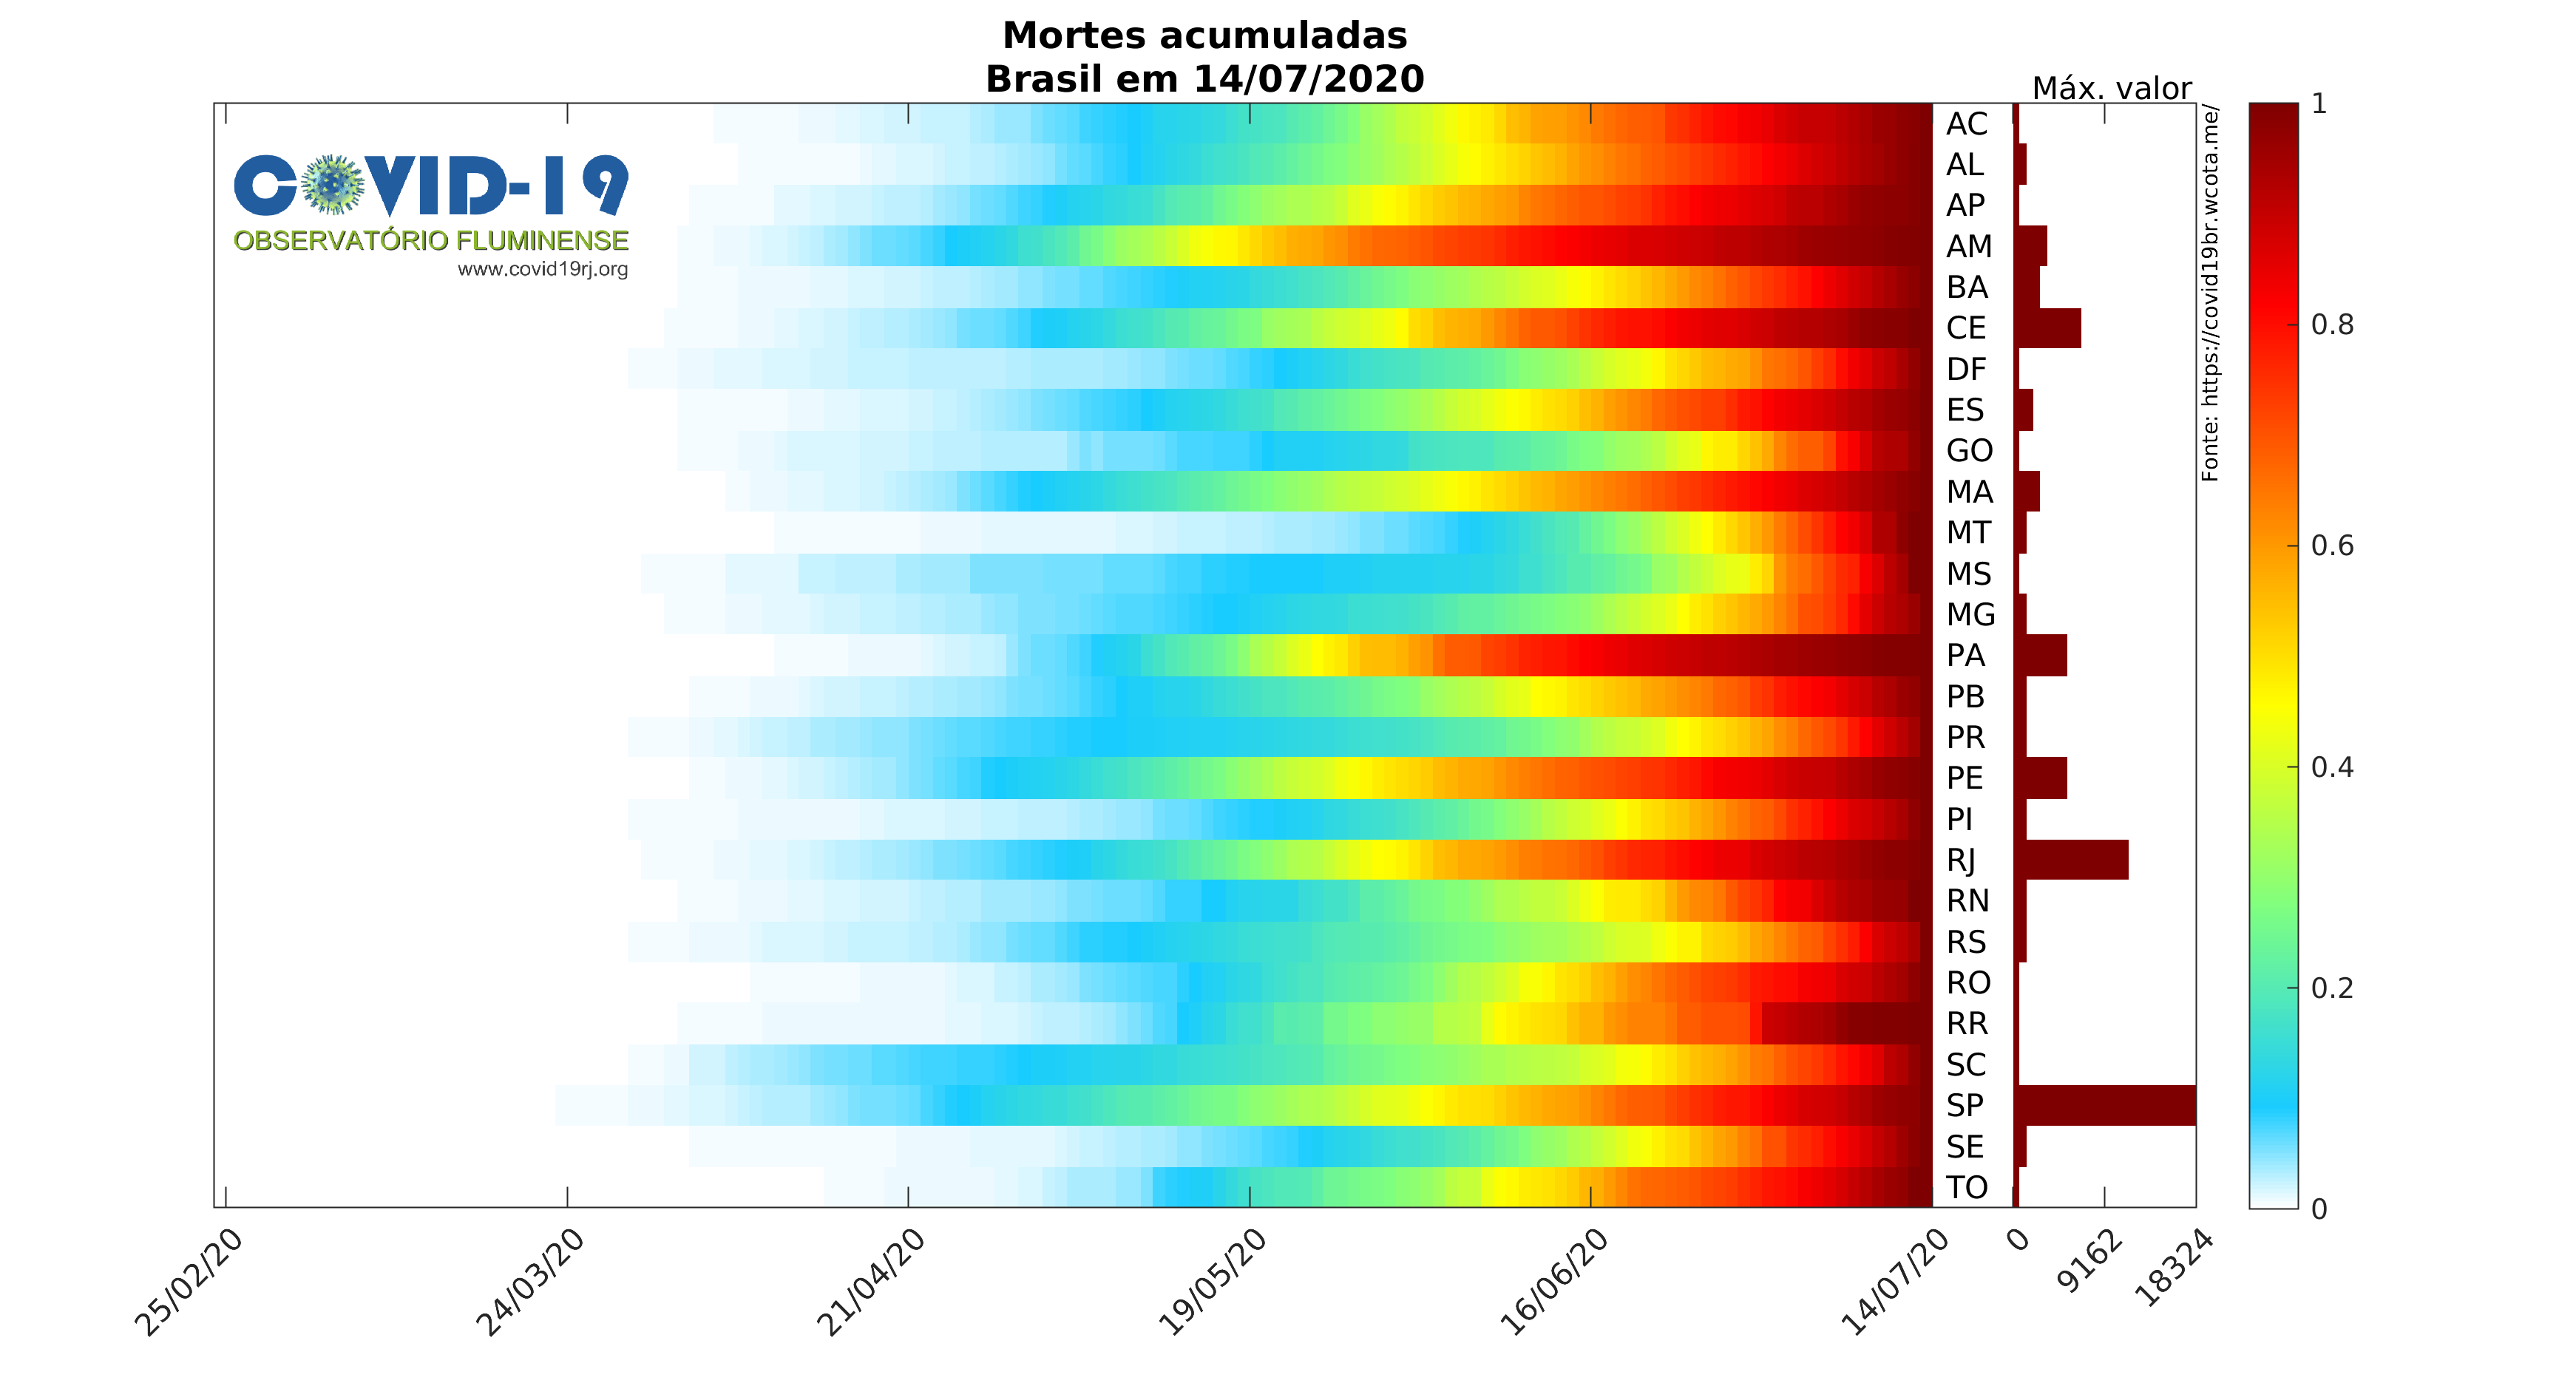 Mortes acumuladas
Brasil em 14/07/2020
Máx. valor
COVID-19
OBSERVATÓRIO FLUMINENSE
www.covid19rj.org
AC
AL
AP
AM
BA
CE
DF
ES
GO
MA
MT
MS
MG
PA
PB
PR
PE
PI
RJ
RN
RS
RO
RR
SC
SP
SE
TO
Fonte: https://covid19br.wcota.me/
1
0.8
0.6
0.4
0.2
0
25/02/20
24/03/20
21/04/20
19/05/20
16/06/20
14/07/20
0
9162
18324